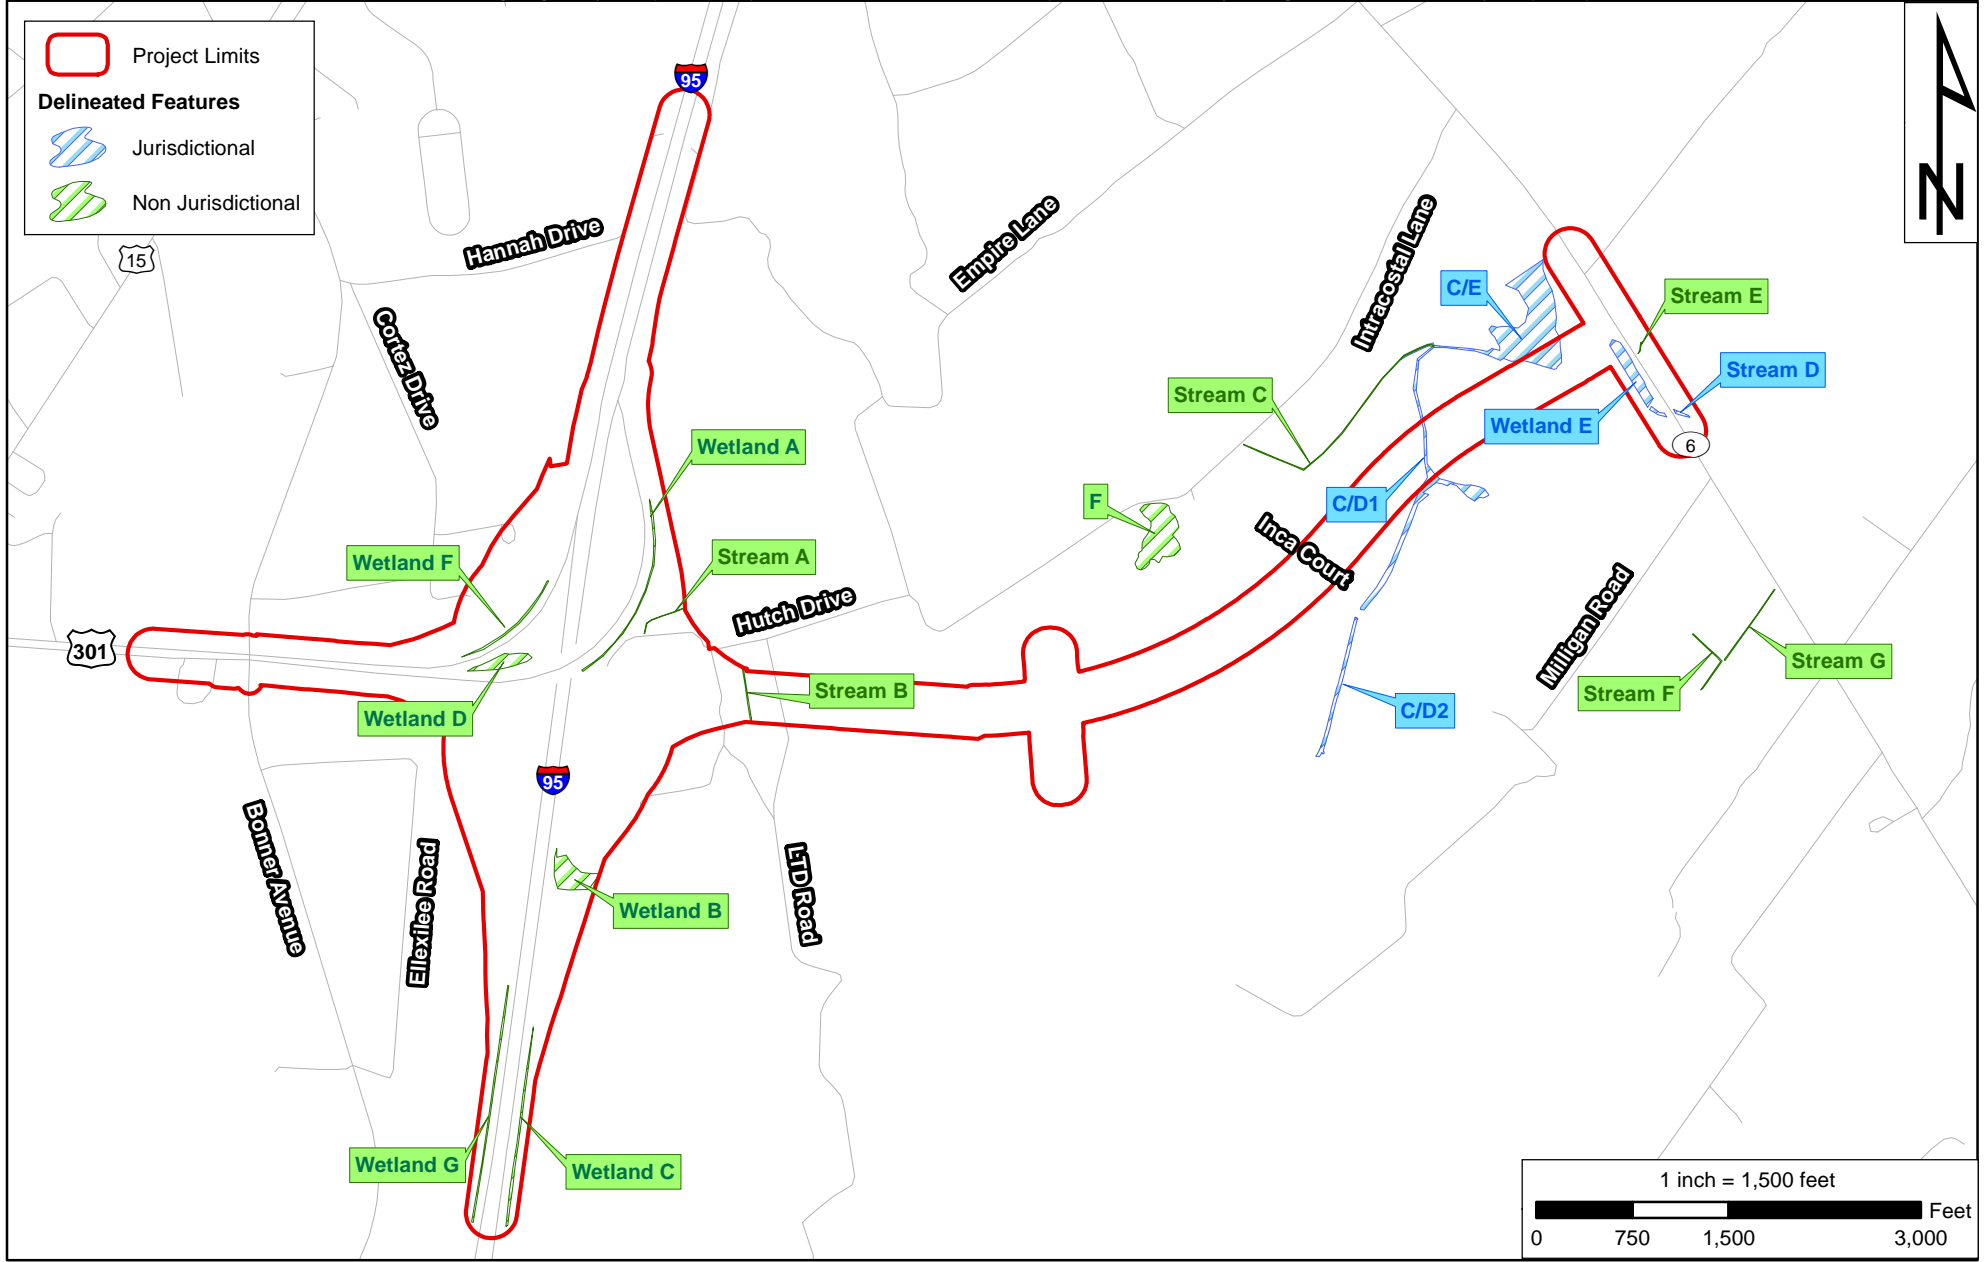 Project Limits
Delineated Features
Jurisdictional
Non Jurisdictional
N
95
15
Hannah Drive
Empire Lane
Intracostal Lane
C/E
Stream E
Cortez Drive
Stream D
Stream C
Wetland E
6
Wetland A
F
C/D1
Inca Court
Wetland F
Stream A
Hutch Drive
Milligan Road
301
Stream B
Stream G
Stream F
Wetland D
C/D2
95
Bonner Avenue
Ellexilee Road
LTD Road
Wetland B
Wetland G
Wetland C
1 inch = 1,500 feet
Feet
0 750 1,500 3,000